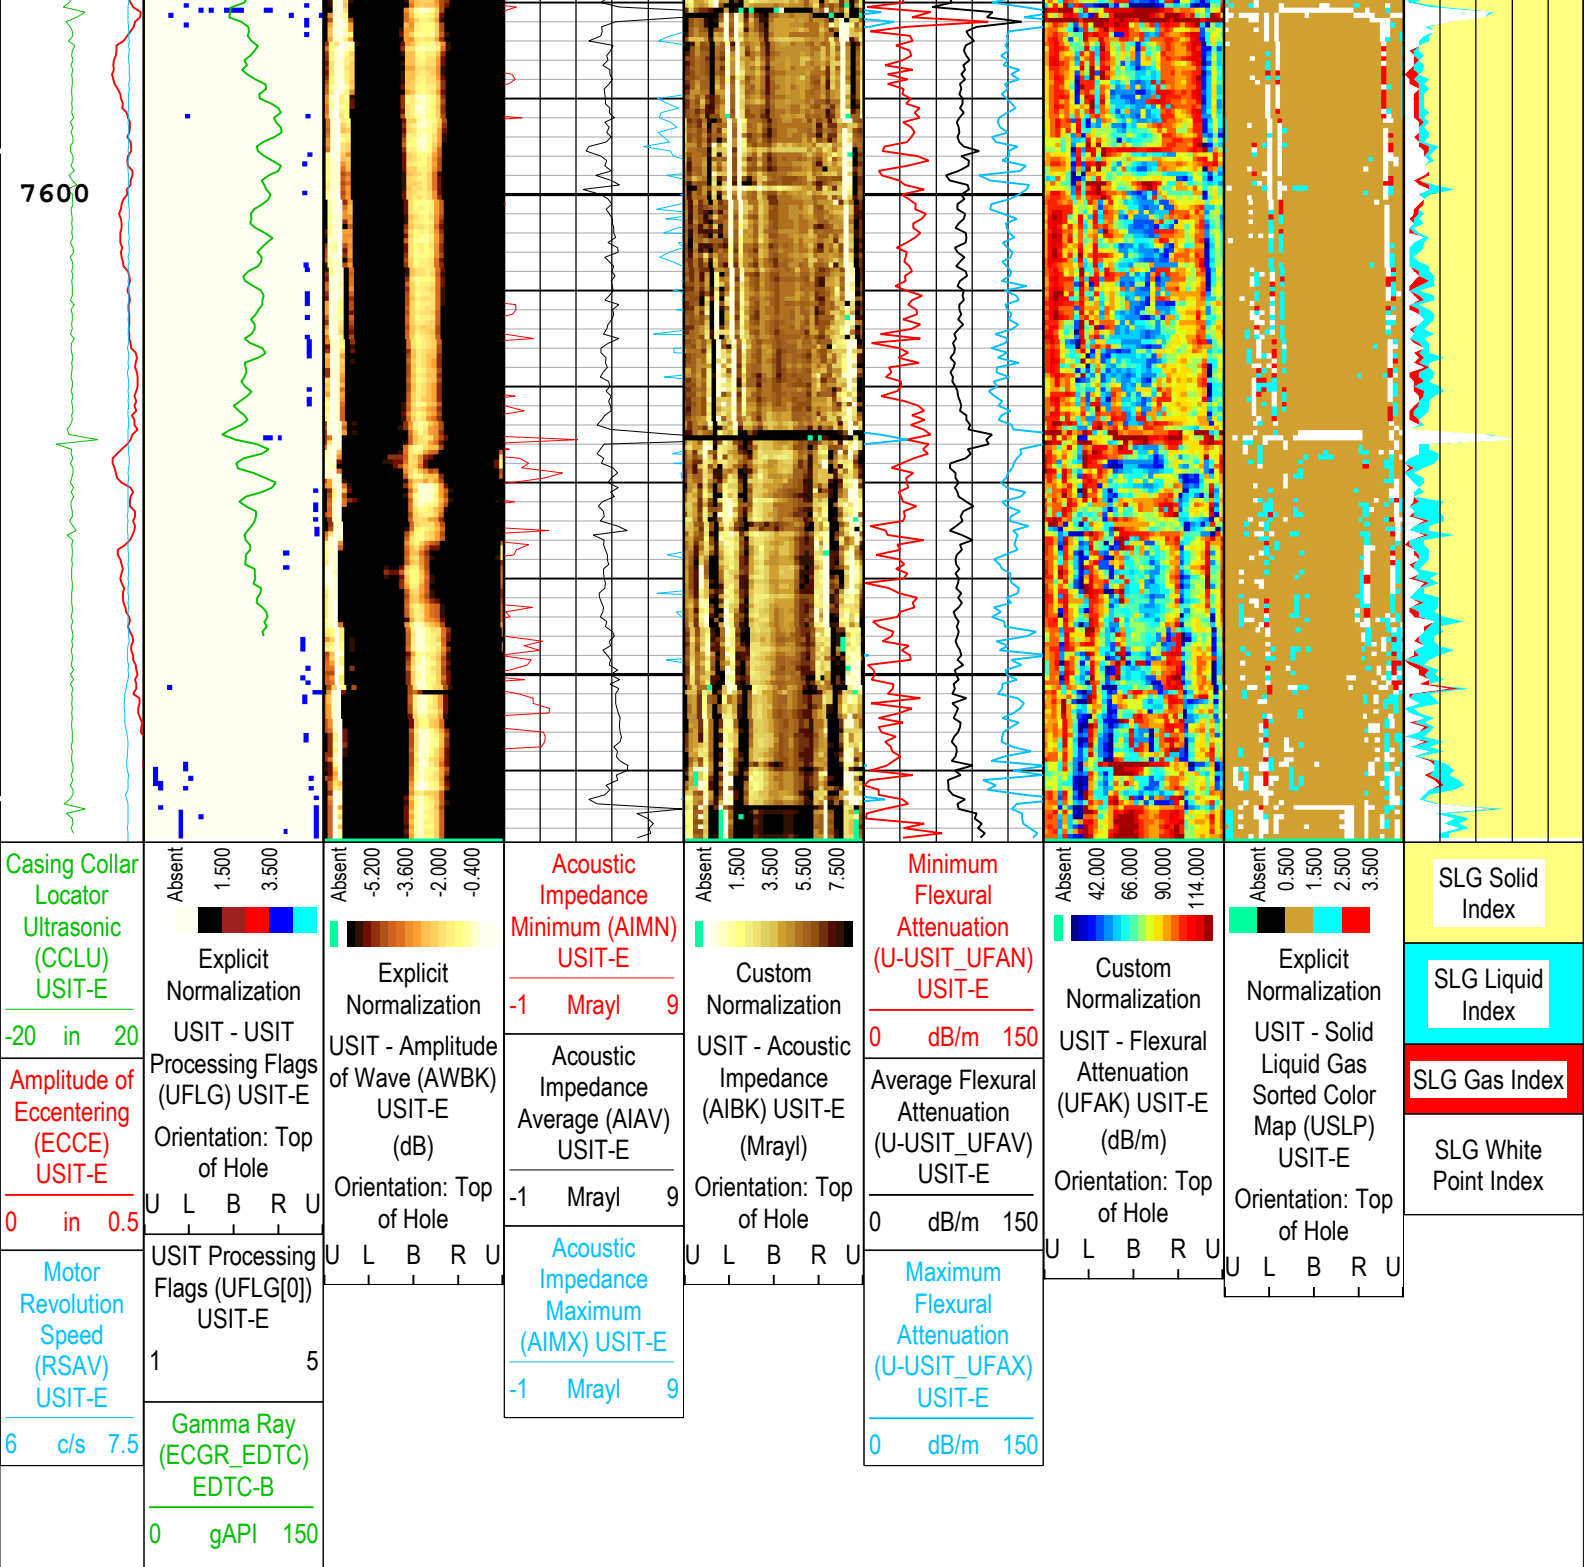 7600
Casing Collar
Locator
Ultrasonic
(CCLU)
USIT-E
-20 in 20
Amplitude of
Eccentering
(ECCE)
USIT-E
0 in 0.5
Motor
Revolution
Speed
(RSAV)
USIT-E
6 c/s 7.5
Absent 1.500 3.500
Explicit
Normalization
USIT - USIT
Processing Flags
(UFLG) USIT-E
Orientation: Top
of Hole
U L B R U
USIT Processing
Flags (UFLG[0])
USIT-E
1 5
Gamma Ray
(ECGR_EDTC)
EDTC-B
0 gAPI 150
Absent -5.200 -3.600 -2.000 -0.400
Explicit
Normalization
USIT - Amplitude
of Wave (AWBK)
USIT-E
(dB)
Orientation: Top
of Hole
U L B R U
Acoustic
Impedance
Minimum (AIMN)
USIT-E
-1 Mrayl 9
Acoustic
Impedance
Average (AIAV)
USIT-E
-1 Mrayl 9
Acoustic
Impedance
Maximum
(AIMX) USIT-E
-1 Mrayl 9
Absent 1.500 3.500 5.500 7.500
Custom
Normalization
USIT - Acoustic
Impedance
(AIBK) USIT-E
(Mrayl)
Orientation: Top
of Hole
U L B R U
Minimum
Flexural
Attenuation
(U-USIT_UFAN)
USIT-E
0 dB/m 150
Average Flexural
Attenuation
(U-USIT_UFAV)
USIT-E
0 dB/m 150
Maximum
Flexural
Attenuation
(U-USIT_UFAX)
USIT-E
0 dB/m 150
Absent 42.000 66.000 90.000 114.000
Custom
Normalization
USIT - Flexural
Attenuation
(UFAK) USIT-E
(dB/m)
Orientation: Top
of Hole
U L B R U
Absent 0.500 1.500 2.500 3.500
Explicit
Normalization
USIT - Solid
Liquid Gas
Sorted Color
Map (USLP)
USIT-E
Orientation: Top
of Hole
U L B R U
SLG Solid
Index
SLG Liquid
Index
SLG Gas Index
SLG White
Point Index